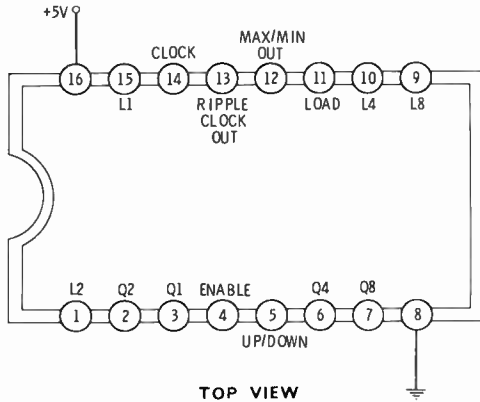 +5V
CLOCK
MAX/MIN
OUT
16 15 14 13 12 11 10 9
L1
RIPPLE
CLOCK
OUT
LOAD L4 L8
L2 Q2 Q1 ENABLE Q4 Q8
1 2 3 4 5 6 7 8
UP/DOWN
TOP VIEW